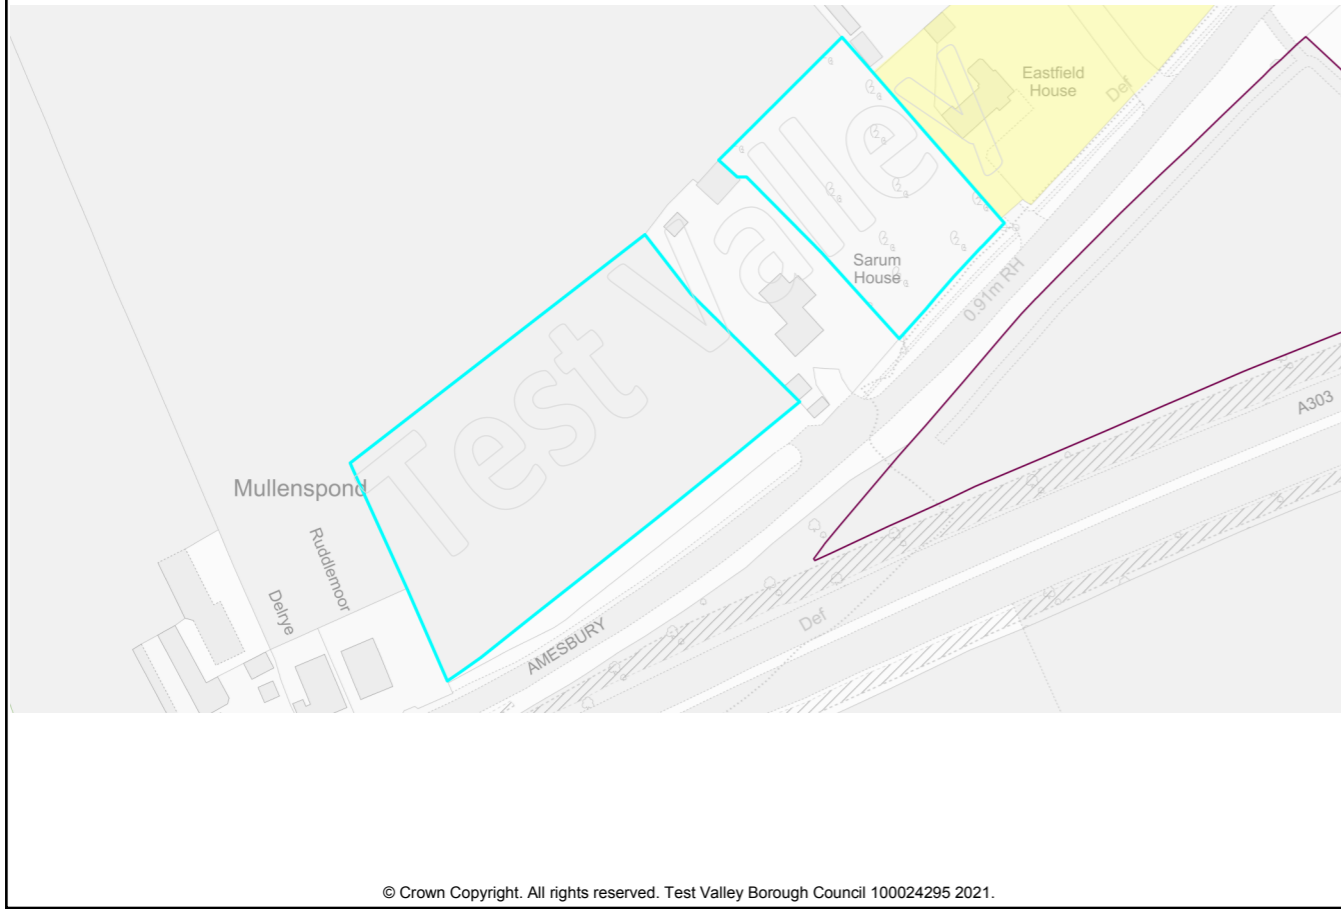 Eastfield
House
Def
Test Valley
Sarum
House
0.91m RH
A303
Mullenspond
Ruddlemoor
Delrye
AMESBURY
Def
© Crown Copyright. All rights reserved. Test Valley Borough Council 100024295 2021.